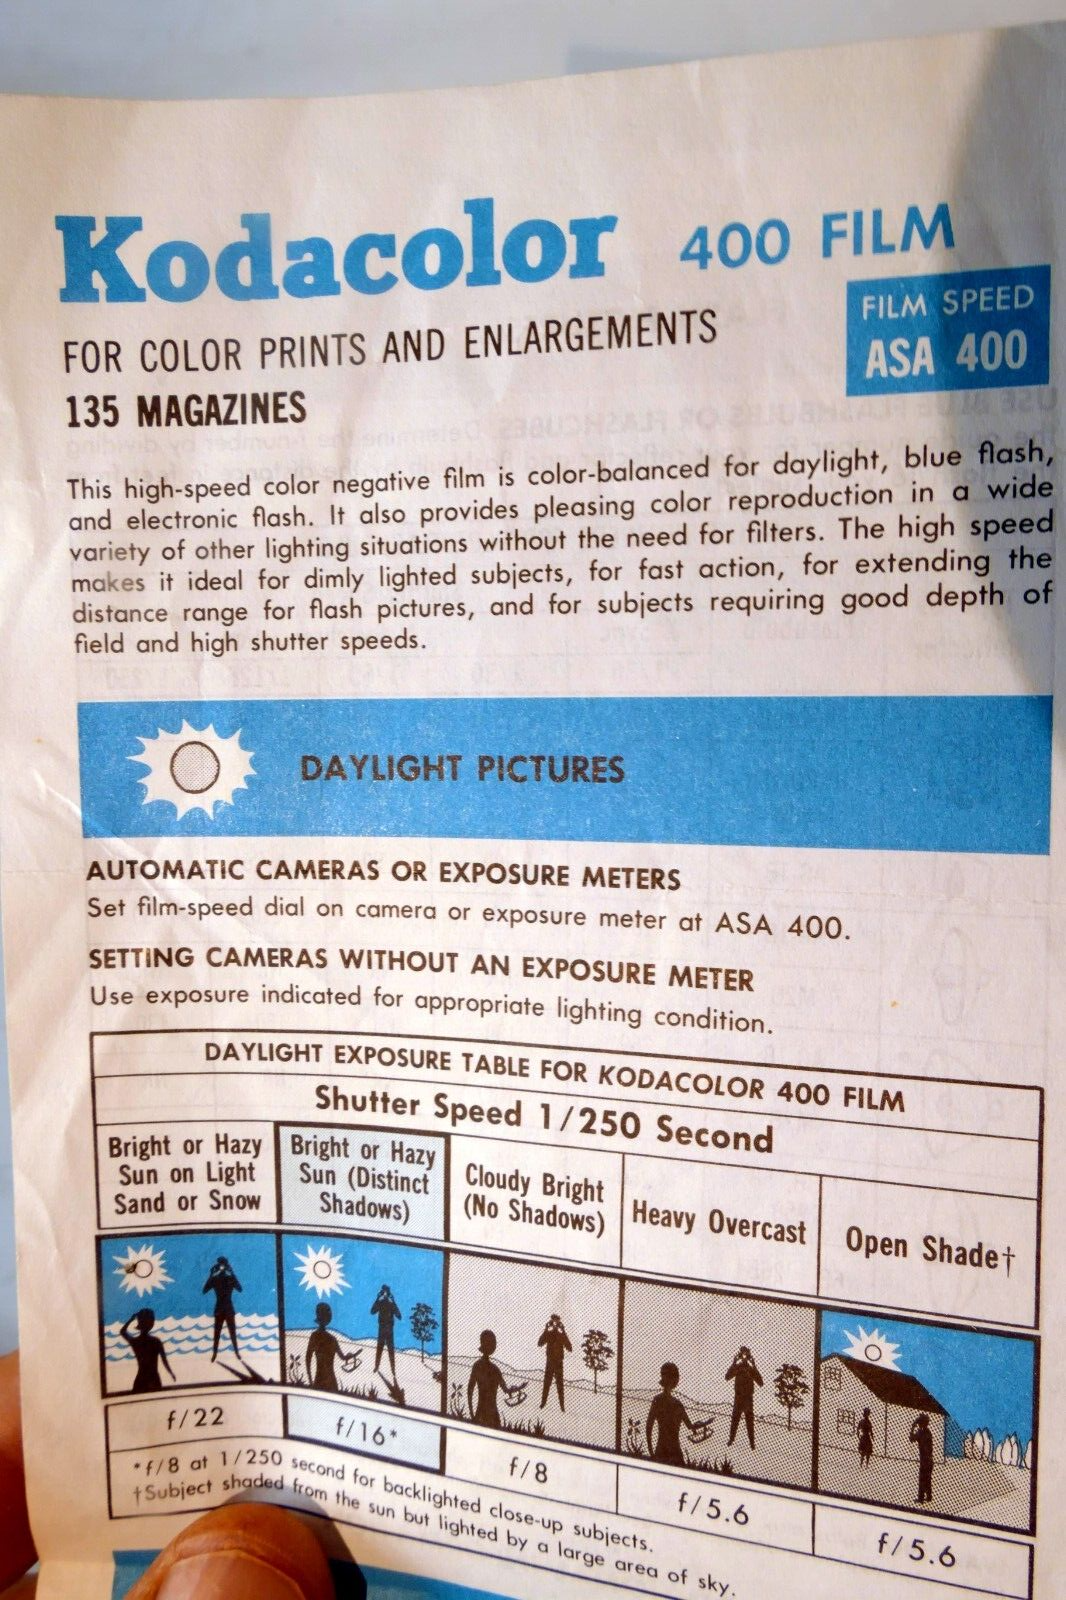 Kodacolor 400 FILM
FILM SPEED
ASA 400
FOR COLOR PRINTS AND ENLARGEMENTS
135 MAGAZINES
This high-speed color negative film is color-balanced for daylight, blue flash,
and electronic flash. It also provides pleasing color reproduction in a wide
variety of other lighting situations without the need for filters. The high speed
makes it ideal for dimly lighted subjects, for fast action, for extending the
distance range for flash pictures, and for subjects requiring good depth of
field and high shutter speeds.
DAYLIGHT PICTURES
AUTOMATIC CAMERAS OR EXPOSURE METERS
Set film-speed dial on camera or exposure meter at ASA 400.
SETTING CAMERAS WITHOUT AN EXPOSURE METER
Use exposure indicated for appropriate lighting condition.
DAYLIGHT EXPOSURE TABLE FOR KODACOLOR 400 FILM
Shutter Speed 1/250 Second
Bright or Hazy
Sun on Light
Sand or Snow
Bright or Hazy
Sun (Distinct
Shadows)
Cloudy Bright
(No Shadows)
Heavy Overcast
Open Shade†
f/22
f/16*
f/8
f/5.6
f/5.6
*f/8 at 1/250 second for backlighted close-up subjects.
†Subject shaded from the sun but lighted by a large area of sky.